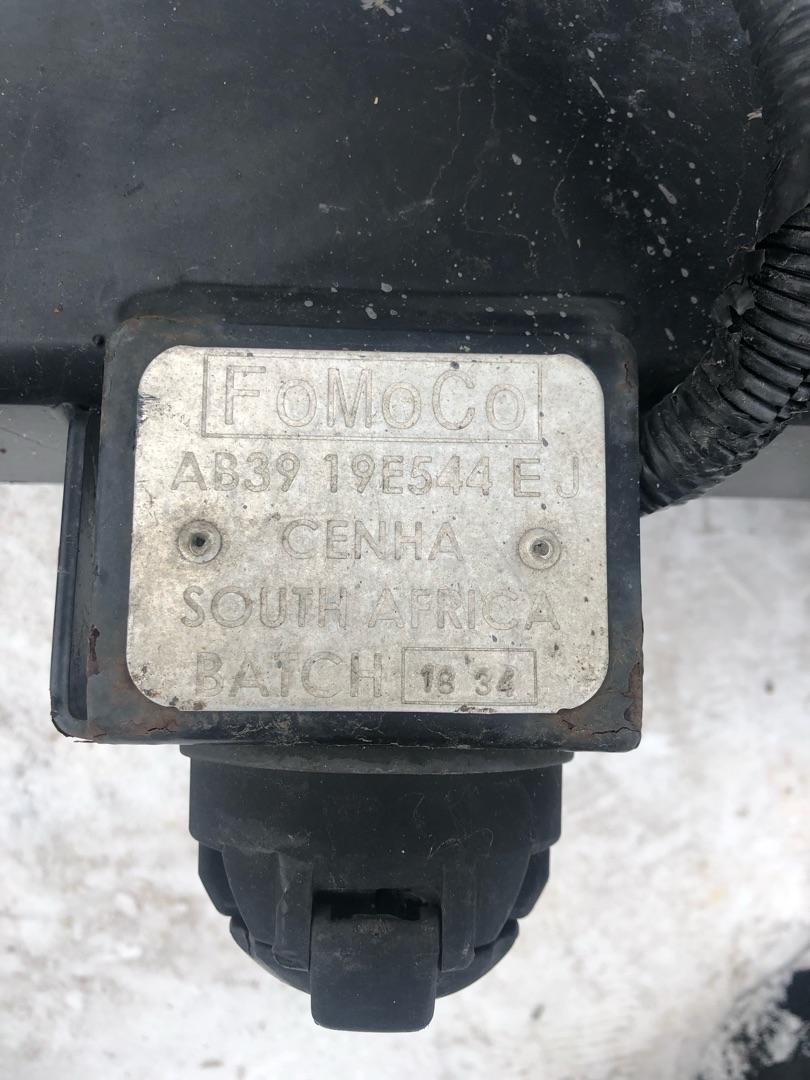 FoMoCo
AB39 19E544 EJ
CENHA
SOUTH AFRICA
BATCH 18 34